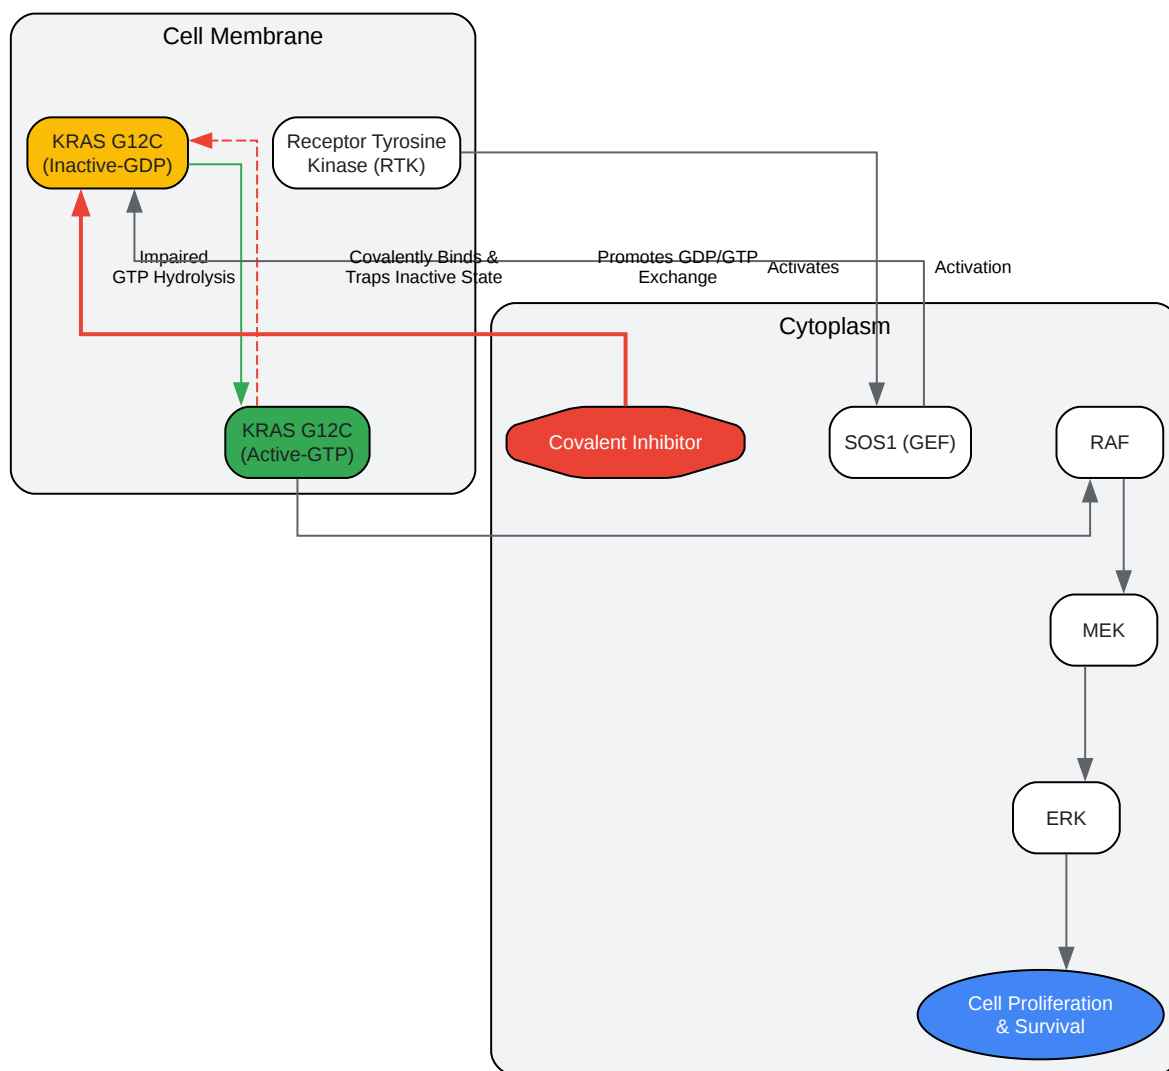 Cell Membrane
KRAS G12C
(Inactive-GDP)
Receptor Tyrosine
Kinase (RTK)
Impaired
GTP Hydrolysis
Covalently Binds &
Traps Inactive State
Promotes GDP/GTP
Exchange
Activates
Activation
Cytoplasm
KRAS G12C
(Active-GTP)
Covalent Inhibitor
SOS1 (GEF)
RAF
MEK
ERK
Cell Proliferation
& Survival